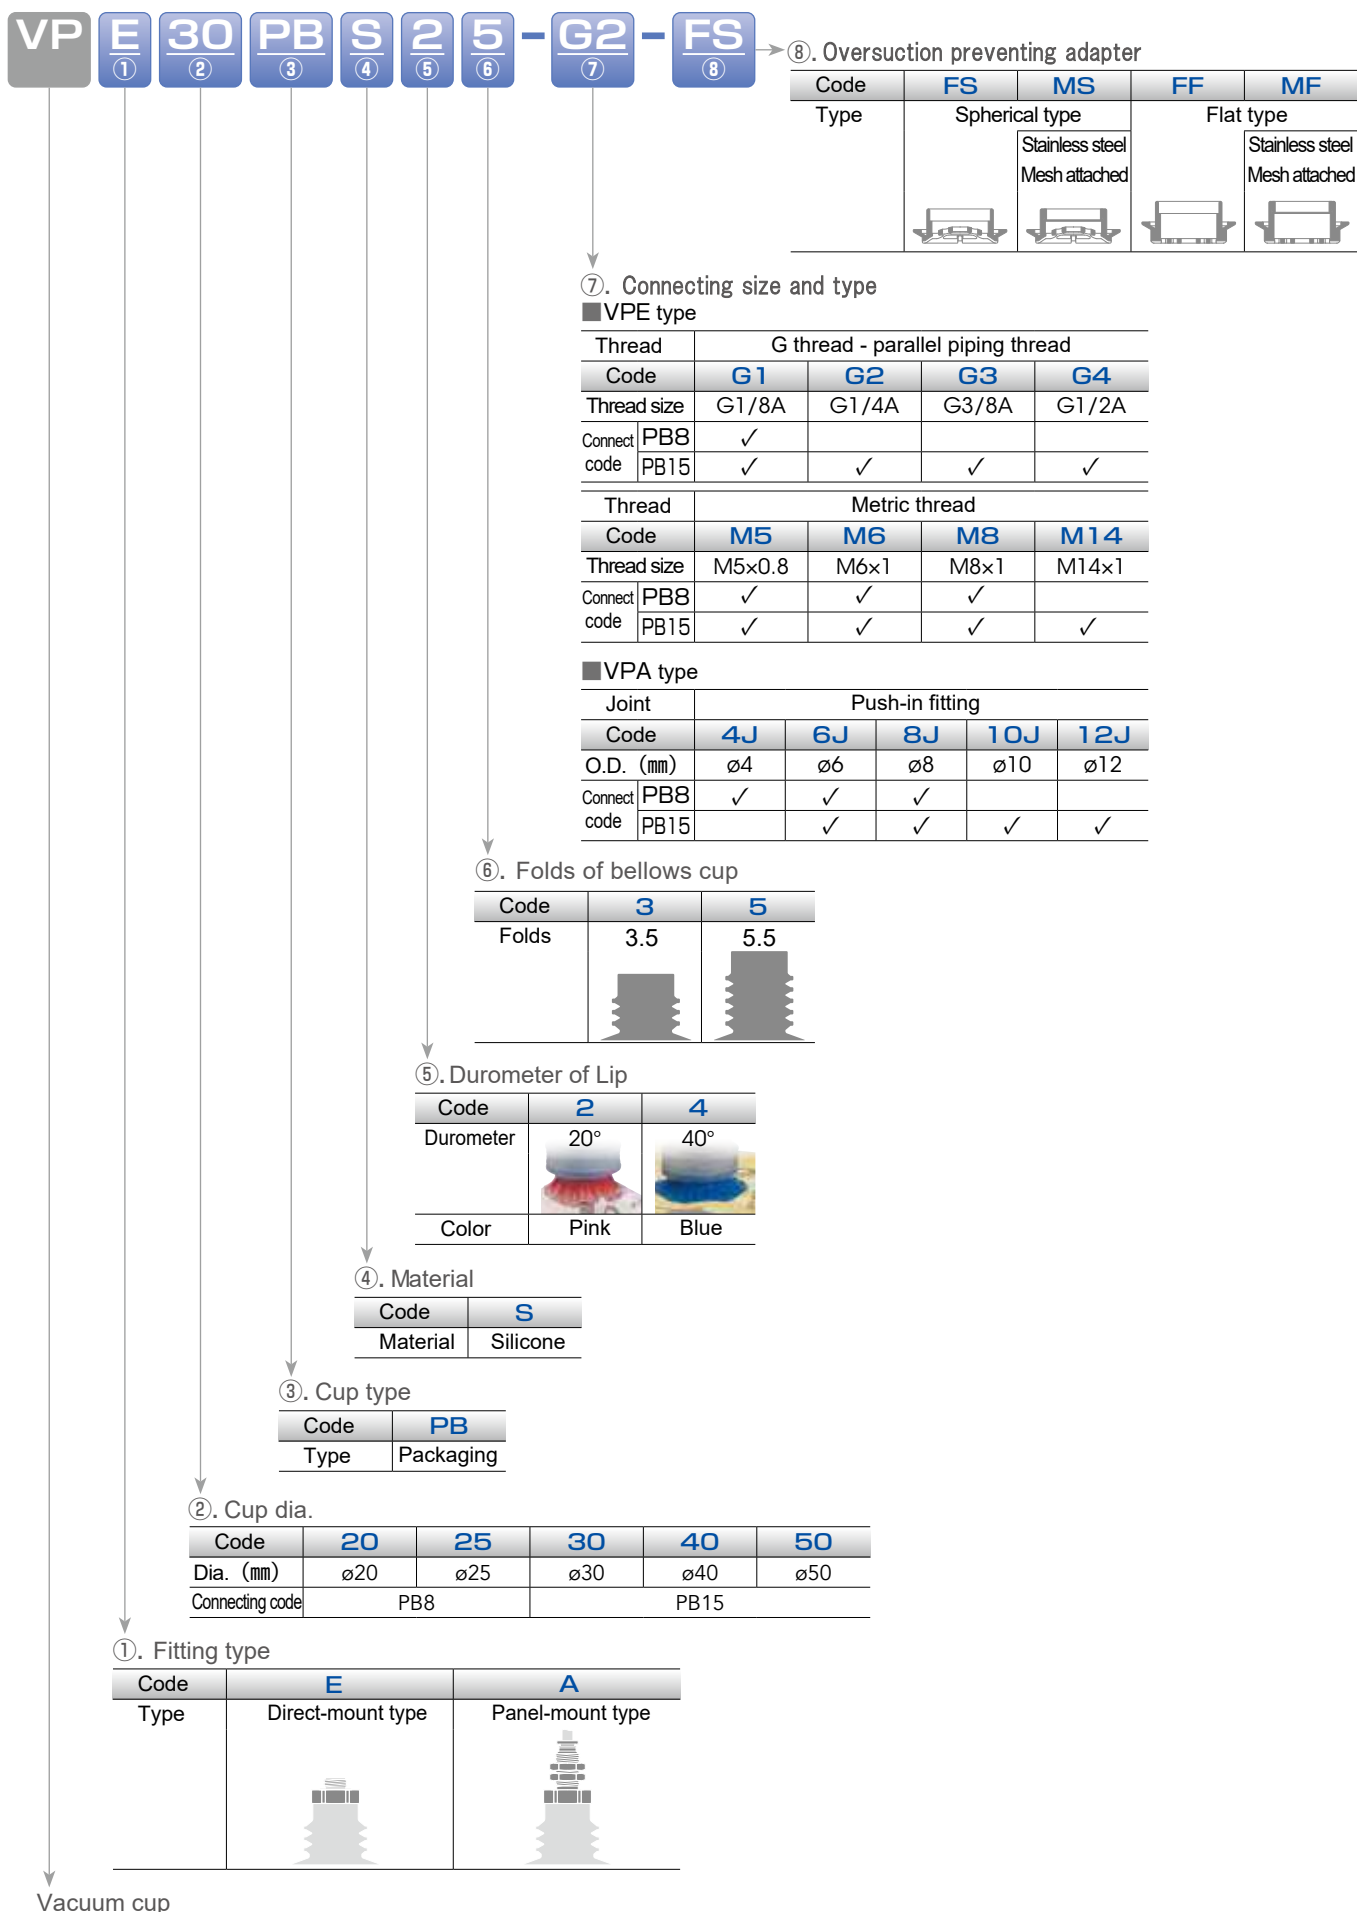 VP E 30 PB S 2 5 - G2 - FS
① ② ③ ④ ⑤ ⑥ ⑦ ⑧
⑧. Oversuction preventing adapter
Code FS MS FF MF
Type Spherical type Flat type
Stainless steel Stainless steel
Mesh attached Mesh attached
⑦. Connecting size and type
■VPE type
Thread G thread - parallel piping thread
Code G1 G2 G3 G4
Thread size G1/8A G1/4A G3/8A G1/2A
Connect code PB8 ✓
PB15 ✓ ✓ ✓ ✓
Thread Metric thread
Code M5 M6 M8 M14
Thread size M5×0.8 M6×1 M8×1 M14×1
Connect code PB8 ✓ ✓ ✓
PB15 ✓ ✓ ✓ ✓
■VPA type
Joint Push-in fitting
Code 4J 6J 8J 10J 12J
O.D. (mm) ø4 ø6 ø8 ø10 ø12
Connect code PB8 ✓ ✓ ✓
PB15 ✓ ✓ ✓ ✓
⑥. Folds of bellows cup
Code 3 5
Folds 3.5 5.5
⑤. Durometer of Lip
Code 2 4
Durometer 20° 40°
Color Pink Blue
④. Material
Code S
Material Silicone
③. Cup type
Code PB
Type Packaging
②. Cup dia.
Code 20 25 30 40 50
Dia. (mm) ø20 ø25 ø30 ø40 ø50
Connecting code PB8 PB15
①. Fitting type
Code E A
Type Direct-mount type Panel-mount type
Vacuum cup